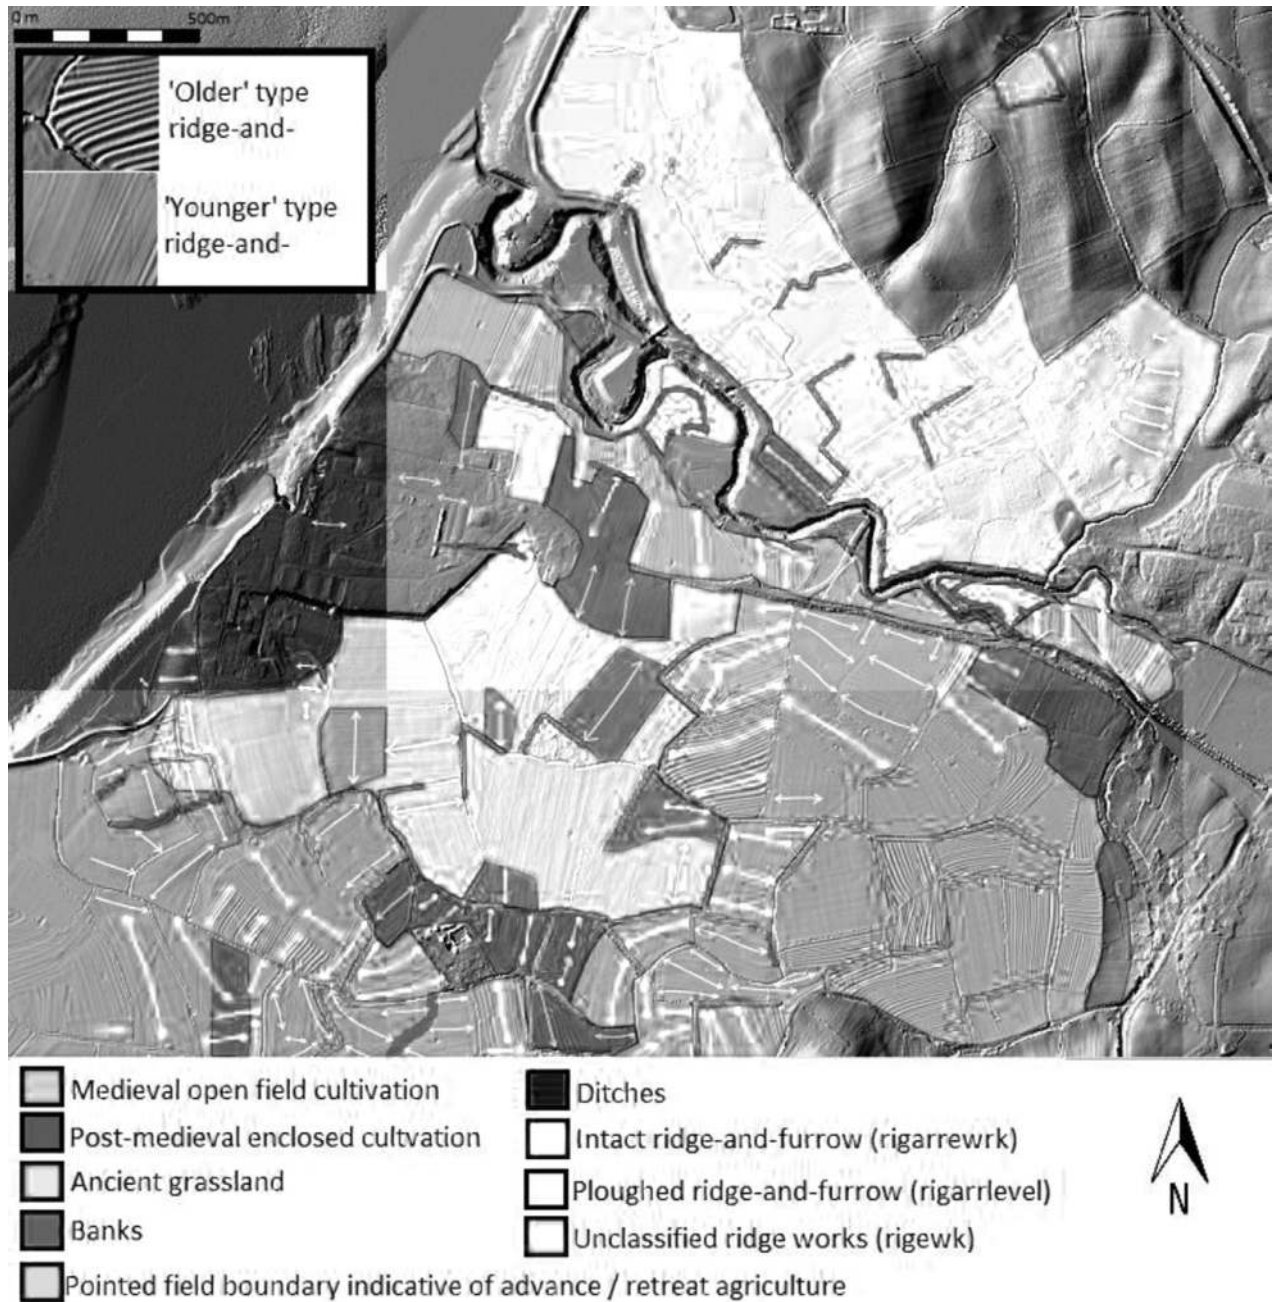 0 m 500m
'Older' type
ridge-and-
'Younger' type
ridge-and-
Medieval open field cultivation
Post-medieval enclosed cultvation
Ancient grassland
Banks
Pointed field boundary indicative of advance / retreat agriculture
Ditches
Intact ridge-and-furrow (rigarrewrk)
Ploughed ridge-and-furrow (rigarrlevel)
Unclassified ridge works (rigewk)
N